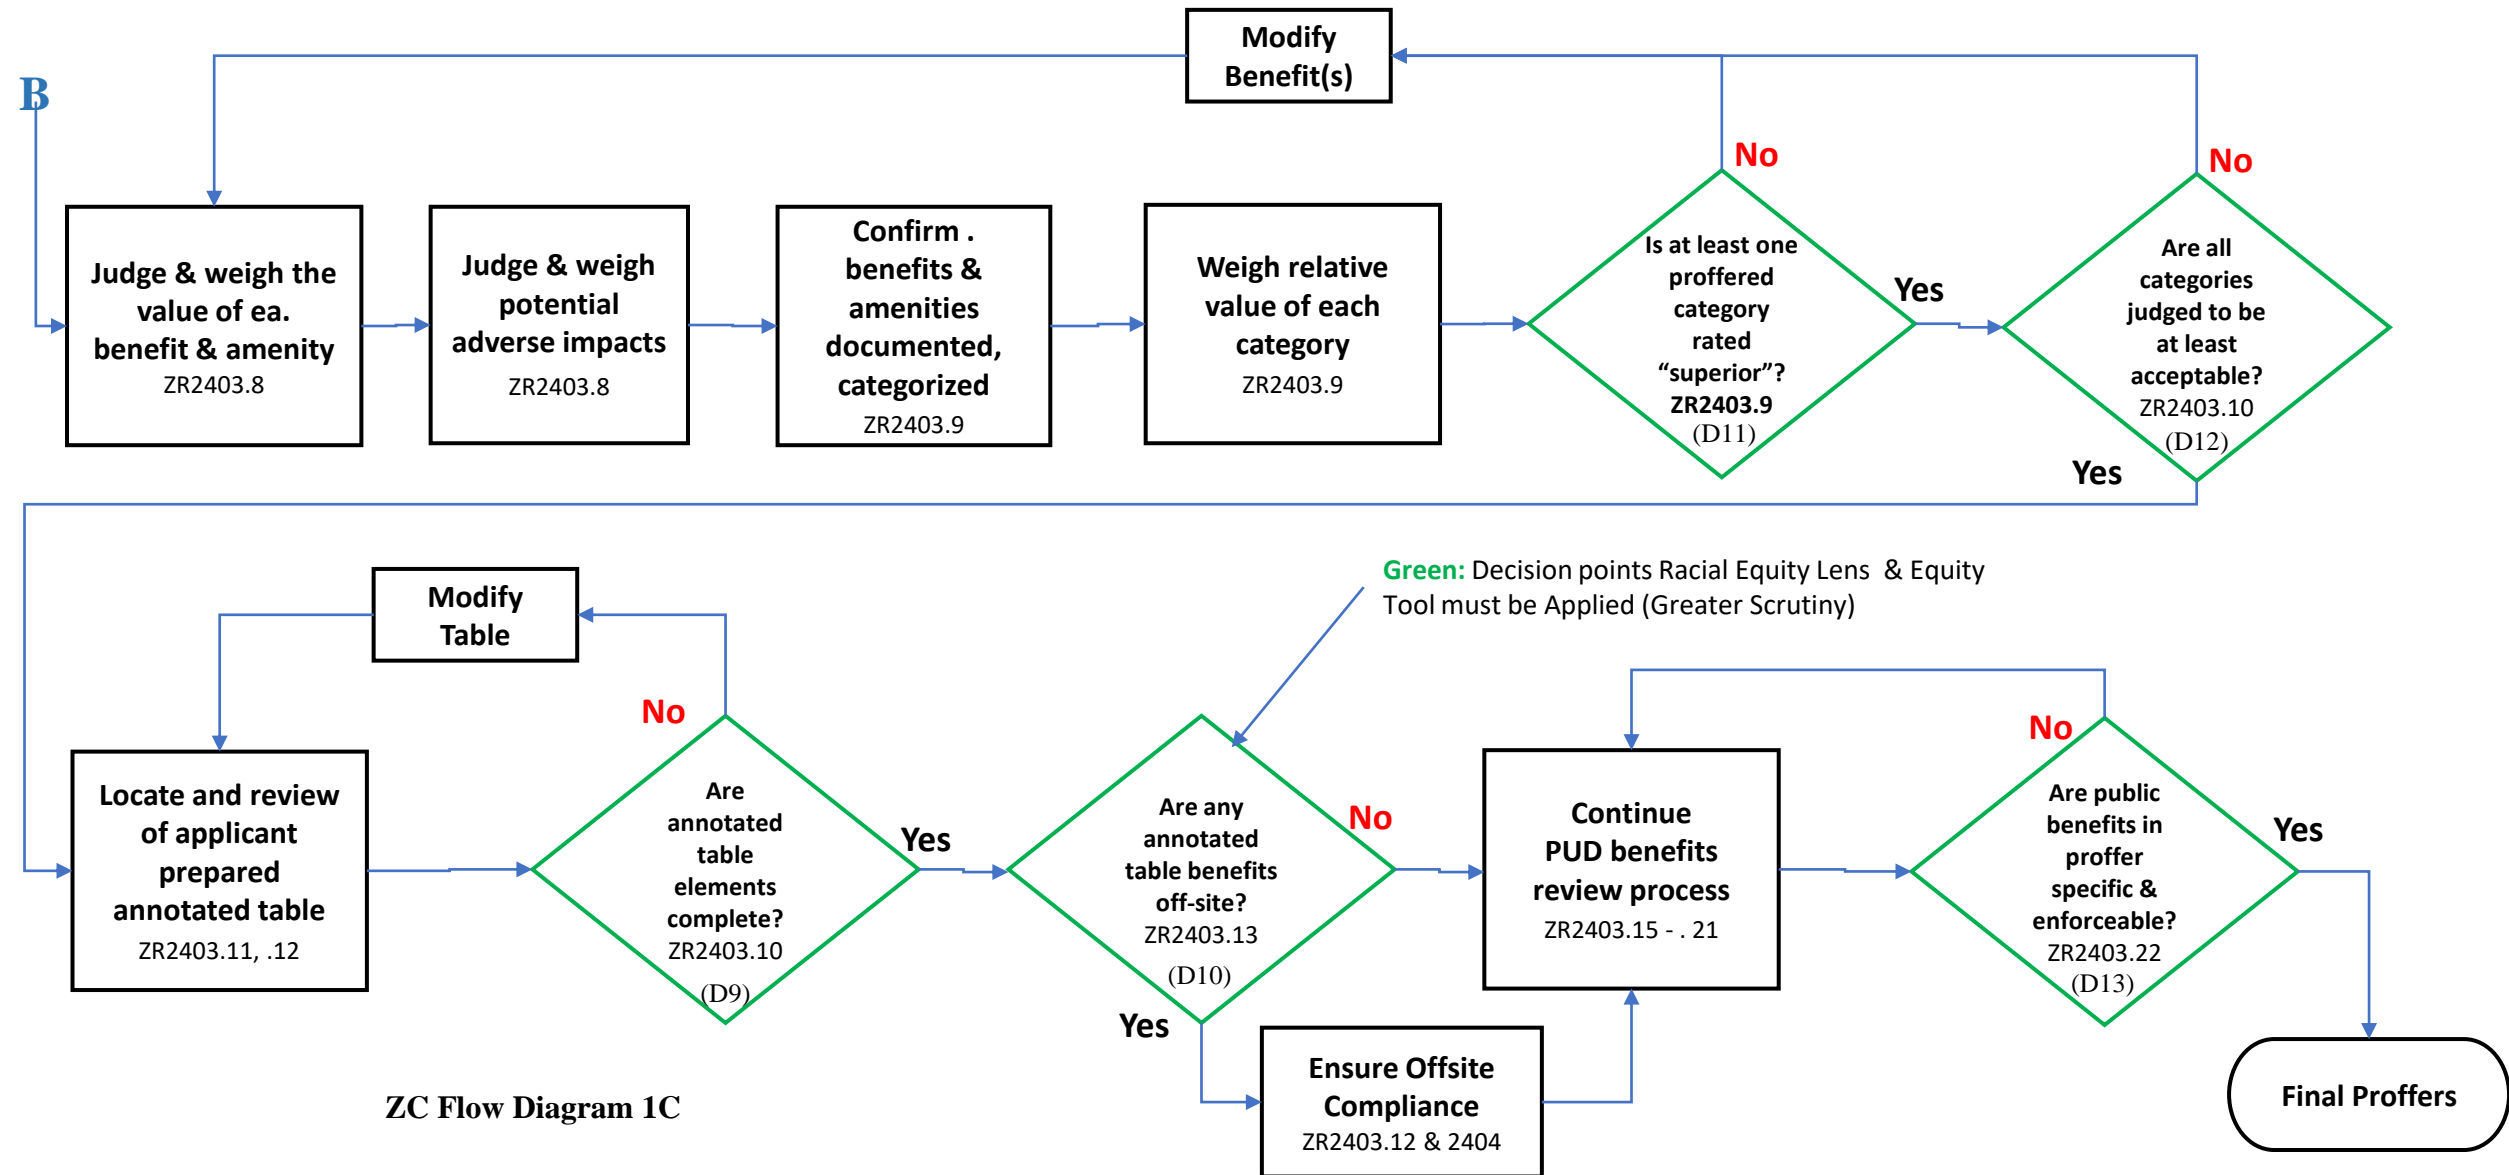 Modify
Benefit(s)
B
No
No
Judge & weigh the
value of ea.
benefit & amenity
ZR2403.8
Judge & weigh
potential
adverse impacts
ZR2403.8
Confirm .
benefits &
amenities
documented,
categorized
ZR2403.9
Weigh relative
value of each
category
ZR2403.9
Is at least one
proffered
category
rated
“superior”?
ZR2403.9
(D11)
Yes
Are all
categories
judged to be
at least
acceptable?
ZR2403.10
(D12)
Yes
Green: Decision points Racial Equity Lens & Equity
Tool must be Applied (Greater Scrutiny)
Modify
Table
No
Locate and review
of applicant
prepared
annotated table
ZR2403.11, .12
Are
annotated
table
elements
complete?
ZR2403.10
(D9)
Yes
Are any
annotated
table benefits
off-site?
ZR2403.13
(D10)
No
Yes
Continue
PUD benefits
review process
ZR2403.15 - . 21
No
Are public
benefits in
proffer
specific &
enforceable?
ZR2403.22
(D13)
Yes
Ensure Offsite
Compliance
ZR2403.12 & 2404
Final Proffers
ZC Flow Diagram 1C